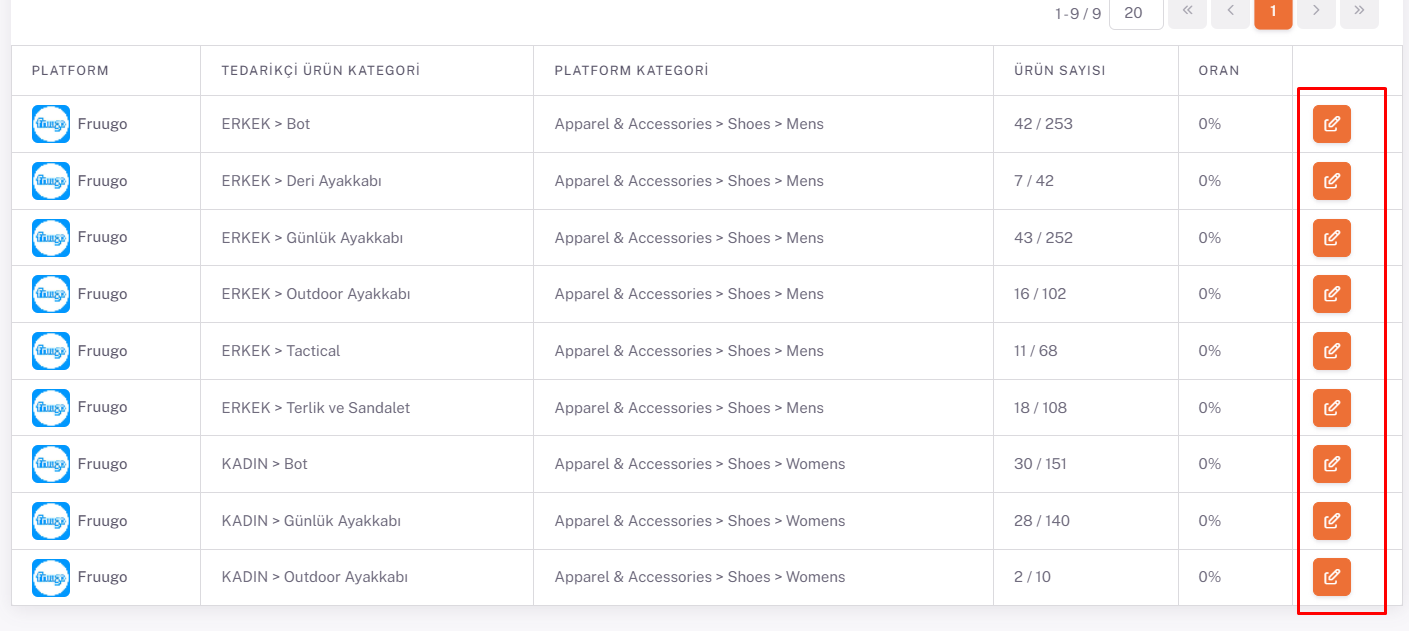 1 - 9 / 9 20 « ‹ 1 › »
PLATFORM TEDARİKÇİ ÜRÜN KATEGORİ PLATFORM KATEGORİ ÜRÜN SAYISI ORAN
fruugo Fruugo ERKEK > Bot Apparel & Accessories > Shoes > Mens 42 / 253 0%
fruugo Fruugo ERKEK > Deri Ayakkabı Apparel & Accessories > Shoes > Mens 7 / 42 0%
fruugo Fruugo ERKEK > Günlük Ayakkabı Apparel & Accessories > Shoes > Mens 43 / 252 0%
fruugo Fruugo ERKEK > Outdoor Ayakkabı Apparel & Accessories > Shoes > Mens 16 / 102 0%
fruugo Fruugo ERKEK > Tactical Apparel & Accessories > Shoes > Mens 11 / 68 0%
fruugo Fruugo ERKEK > Terlik ve Sandalet Apparel & Accessories > Shoes > Mens 18 / 108 0%
fruugo Fruugo KADIN > Bot Apparel & Accessories > Shoes > Womens 30 / 151 0%
fruugo Fruugo KADIN > Günlük Ayakkabı Apparel & Accessories > Shoes > Womens 28 / 140 0%
fruugo Fruugo KADIN > Outdoor Ayakkabı Apparel & Accessories > Shoes > Womens 2 / 10 0%